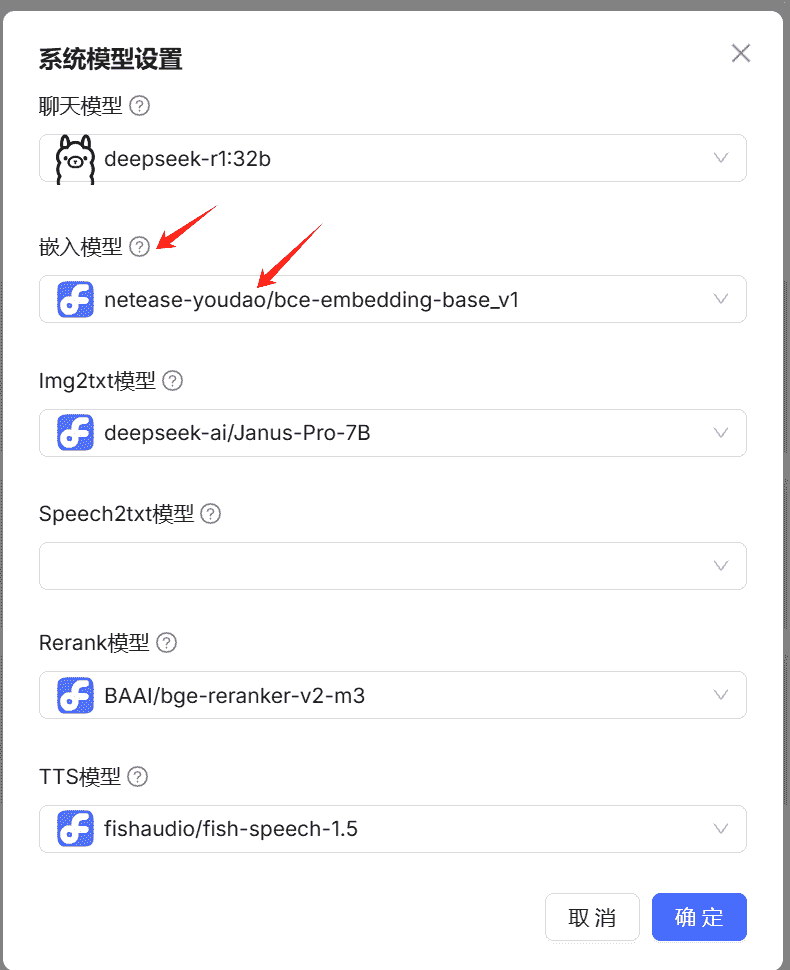 系统模型设置
聊天模型
deepseek-r1:32b
嵌入模型
netease-youdao/bce-embedding-base_v1
Img2txt模型
deepseek-ai/Janus-Pro-7B
Speech2txt模型
Rerank模型
BAAI/bge-reranker-v2-m3
TTS模型
fishaudio/fish-speech-1.5
取消 确定